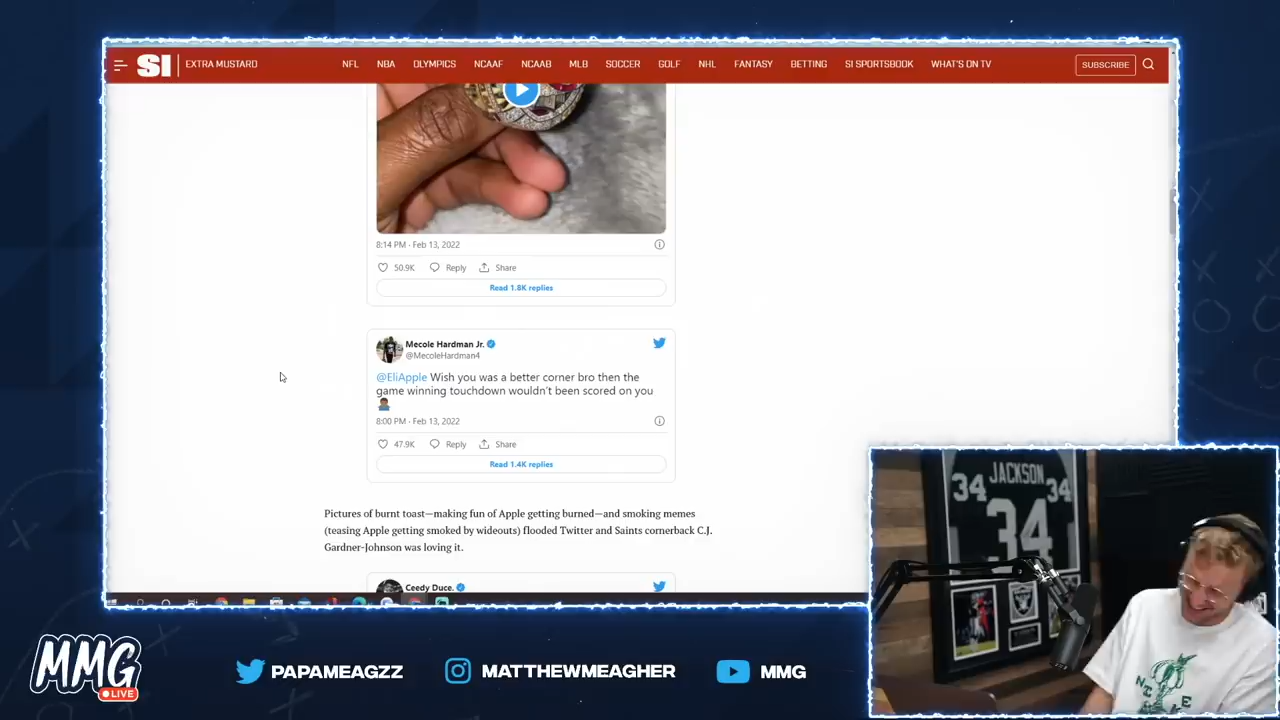 SI EXTRA MUSTARD NFL NBA OLYMPICS NCAAF NCAAB MLB SOCCER GOLF NHL FANTASY BETTING SI SPORTSBOOK WHAT'S ON TV SUBSCRIBE
8:14 PM · Feb 13, 2022
50.9K Reply Share
Read 1.8K replies
Mecole Hardman Jr.
@MecoleHardman4
@EliApple Wish you was a better corner bro then the
game winning touchdown wouldn't been scored on you
8:00 PM · Feb 13, 2022
47.9K Reply Share
Read 1.4K replies
Pictures of burnt toast—making fun of Apple getting burned—and smoking memes
(teasing Apple getting smoked by wideouts) flooded Twitter and Saints cornerback C.J.
Gardner-Johnson was loving it.
Ceedy Duce.
JACKSON
34 34
34
MMG
LIVE
PAPAMEAGZZ MATTHEWMEAGHER MMG